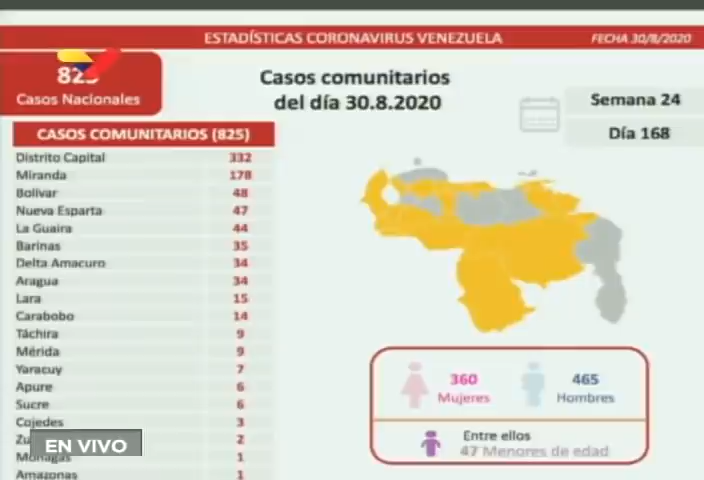 ESTADÍSTICAS CORONAVIRUS VENEZUELA
FECHA 30/8/2020
825
Casos Nacionales
Casos comunitarios
del día 30.8.2020
Semana 24
Día 168
CASOS COMUNITARIOS (825)
Distrito Capital 332
Miranda 178
Bolívar 48
Nueva Esparta 47
La Guaira 44
Barinas 35
Delta Amacuro 34
Aragua 34
Lara 15
Carabobo 14
Táchira 9
Mérida 9
Yaracuy 7
Apure 6
Sucre 6
Cojedes 3
Zu 2
Monagas 1
Amazonas 1
360
Mujeres
465
Hombres
Entre ellos
47 Menores de edad
EN VIVO